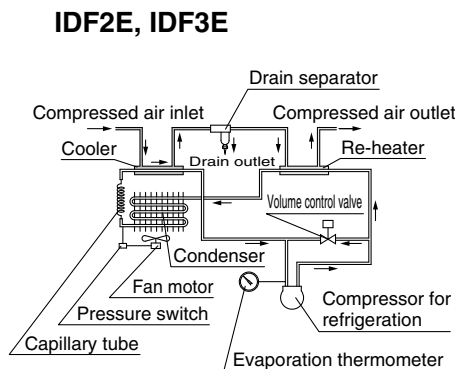 IDF2E, IDF3E
Drain separator
Compressed air inlet
Compressed air outlet
Cooler
Drain outlet
Re-heater
Volume control valve
Condenser
Fan motor
Compressor for
refrigeration
Pressure switch
Capillary tube
Evaporation thermometer